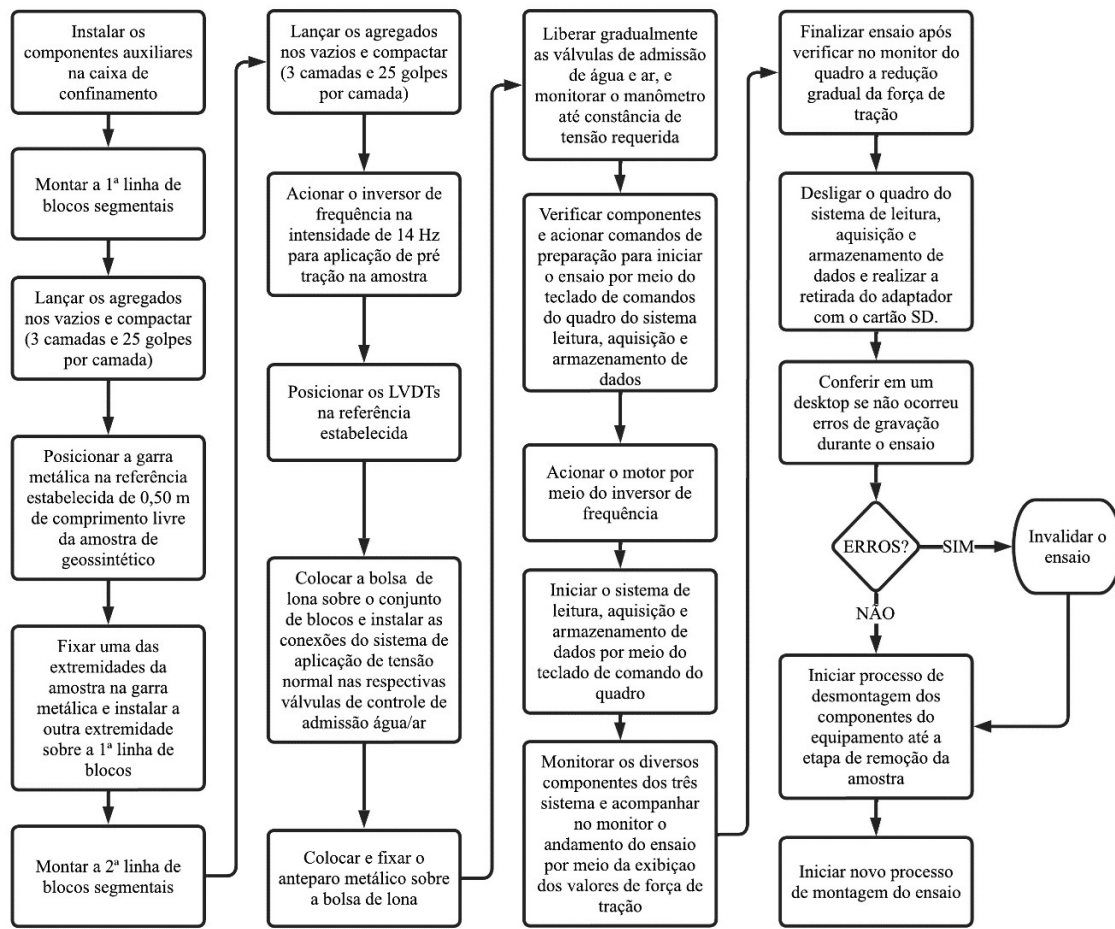 Instalar os
componentes auxiliares
na caixa de
confinamento
Montar a 1ª linha de
blocos segmentais
Lançar os agregados
nos vazios e compactar
(3 camadas e 25 golpes
por camada)
Posicionar a garra
metálica na referência
estabelecida de 0,50 m
de comprimento livre
da amostra de
geossintético
Fixar uma das
extremidades da
amostra na garra
metálica e instalar a
outra extremidade
sobre a 1ª linha de
blocos
Montar a 2ª linha de
blocos segmentais
Lançar os agregados
nos vazios e compactar
(3 camadas e 25 golpes
por camada)
Acionar o inversor de
frequência na
intensidade de 14 Hz
para aplicação de pré
tração na amostra
Posicionar os LVDTs
na referência
estabelecida
Colocar a bolsa de
lona sobre o conjunto
de blocos e instalar as
conexões do sistema de
aplicação de tensão
normal nas respectivas
válvulas de controle de
admissão água/ar
Colocar e fixar o
anteparo metálico sobre
a bolsa de lona
Liberar gradualmente
as válvulas de admissão
de água e ar, e
monitorar o manômetro
até constância de
tensão requerida
Verificar componentes
e acionar comandos de
preparação para iniciar
o ensaio por meio do
teclado de comandos
do quadro do sistema
leitura, aquisição e
armazenamento de
dados
Acionar o motor por
meio do inversor de
frequência
Iniciar o sistema de
leitura, aquisição e
armazenamento de
dados por meio do
teclado de comando do
quadro
Monitorar os diversos
componentes dos três
sistema e acompanhar
no monitor o
andamento do ensaio
por meio da exibiçao
dos valores de força de
tração
Finalizar ensaio após
verificar no monitor do
quadro a redução
gradual da força de
tração
Desligar o quadro do
sistema de leitura,
aquisição e
armazenamento de
dados e realizar a
retirada do adaptador
com o cartão SD.
Conferir em um
desktop se não ocorreu
erros de gravação
durante o ensaio
ERROS?
SIM
Invalidar o
ensaio
NÃO
Iniciar processo de
desmontagem dos
componentes do
equipamento até a
etapa de remoção da
amostra
Iniciar novo processo
de montagem do ensaio